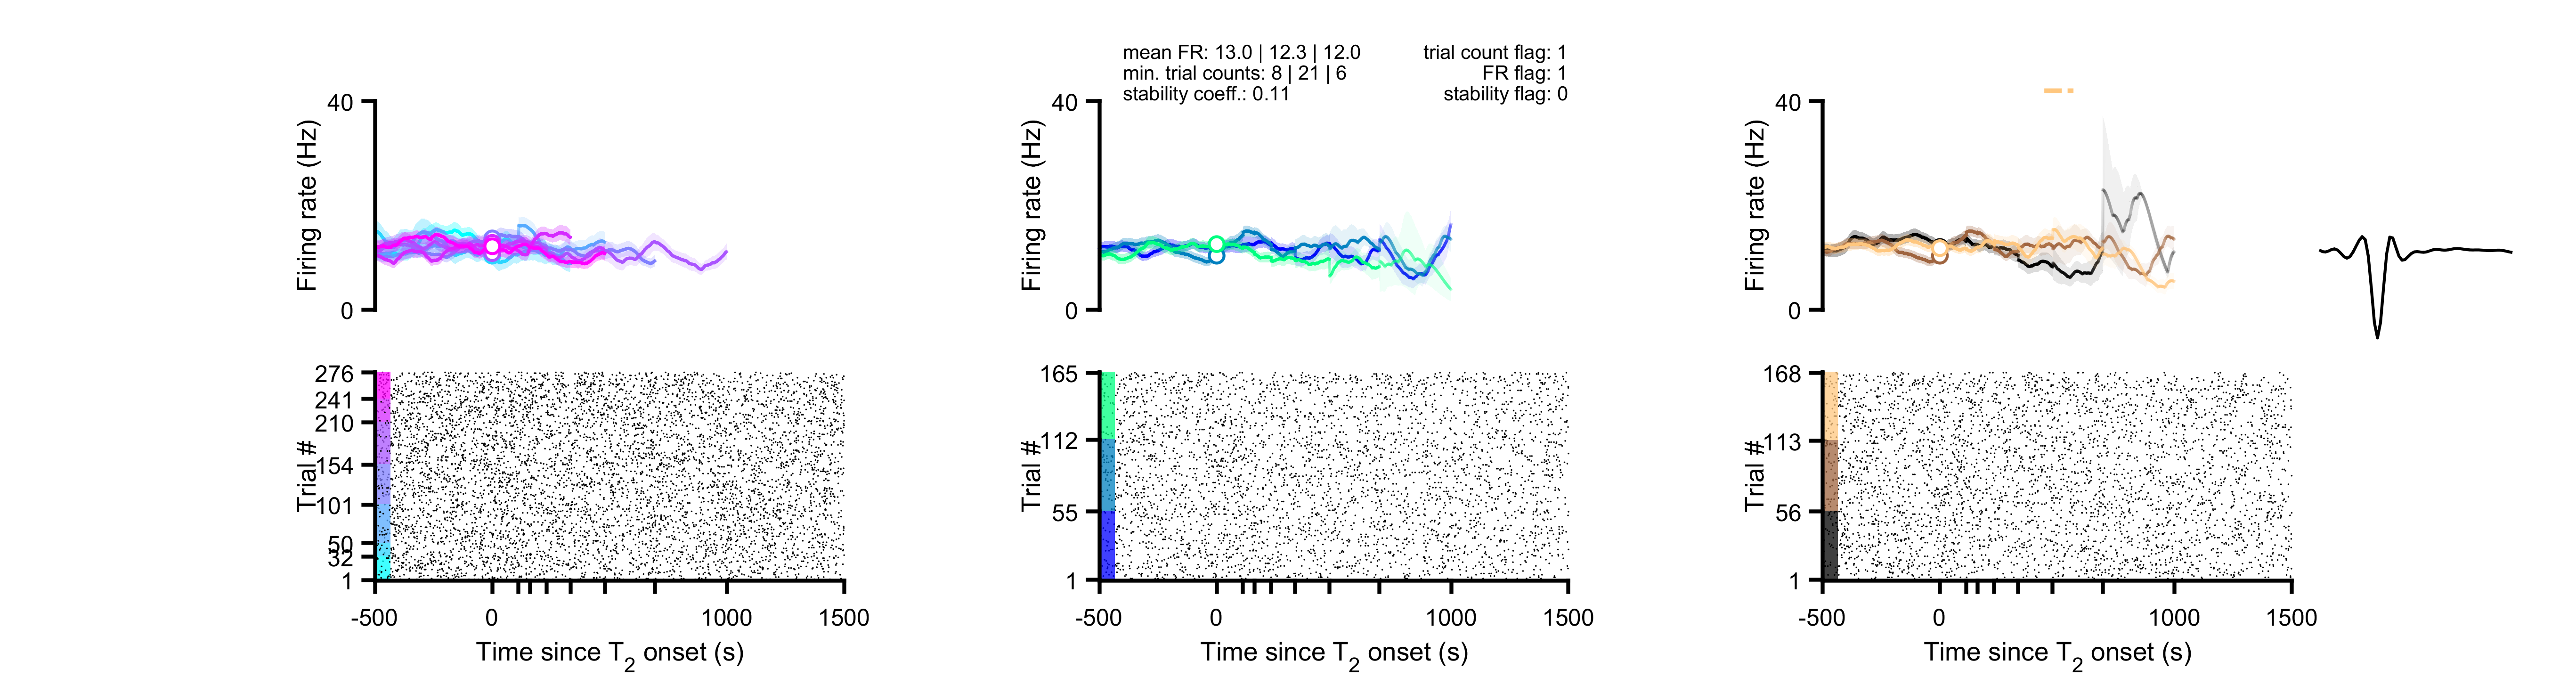 mean FR: 13.0 | 12.3 | 12.0
min. trial counts: 8 | 21 | 6
stability coeff.: 0.11
trial count flag: 1
FR flag: 1
stability flag: 0
40
Firing rate (Hz)
0
40
Firing rate (Hz)
0
40
Firing rate (Hz)
0
276
241
210
154
101
50
32
1
Trial #
-500 0 1000 1500
Time since T2 onset (s)
165
112
55
1
Trial #
-500 0 1000 1500
Time since T2 onset (s)
168
113
56
1
Trial #
-500 0 1000 1500
Time since T2 onset (s)